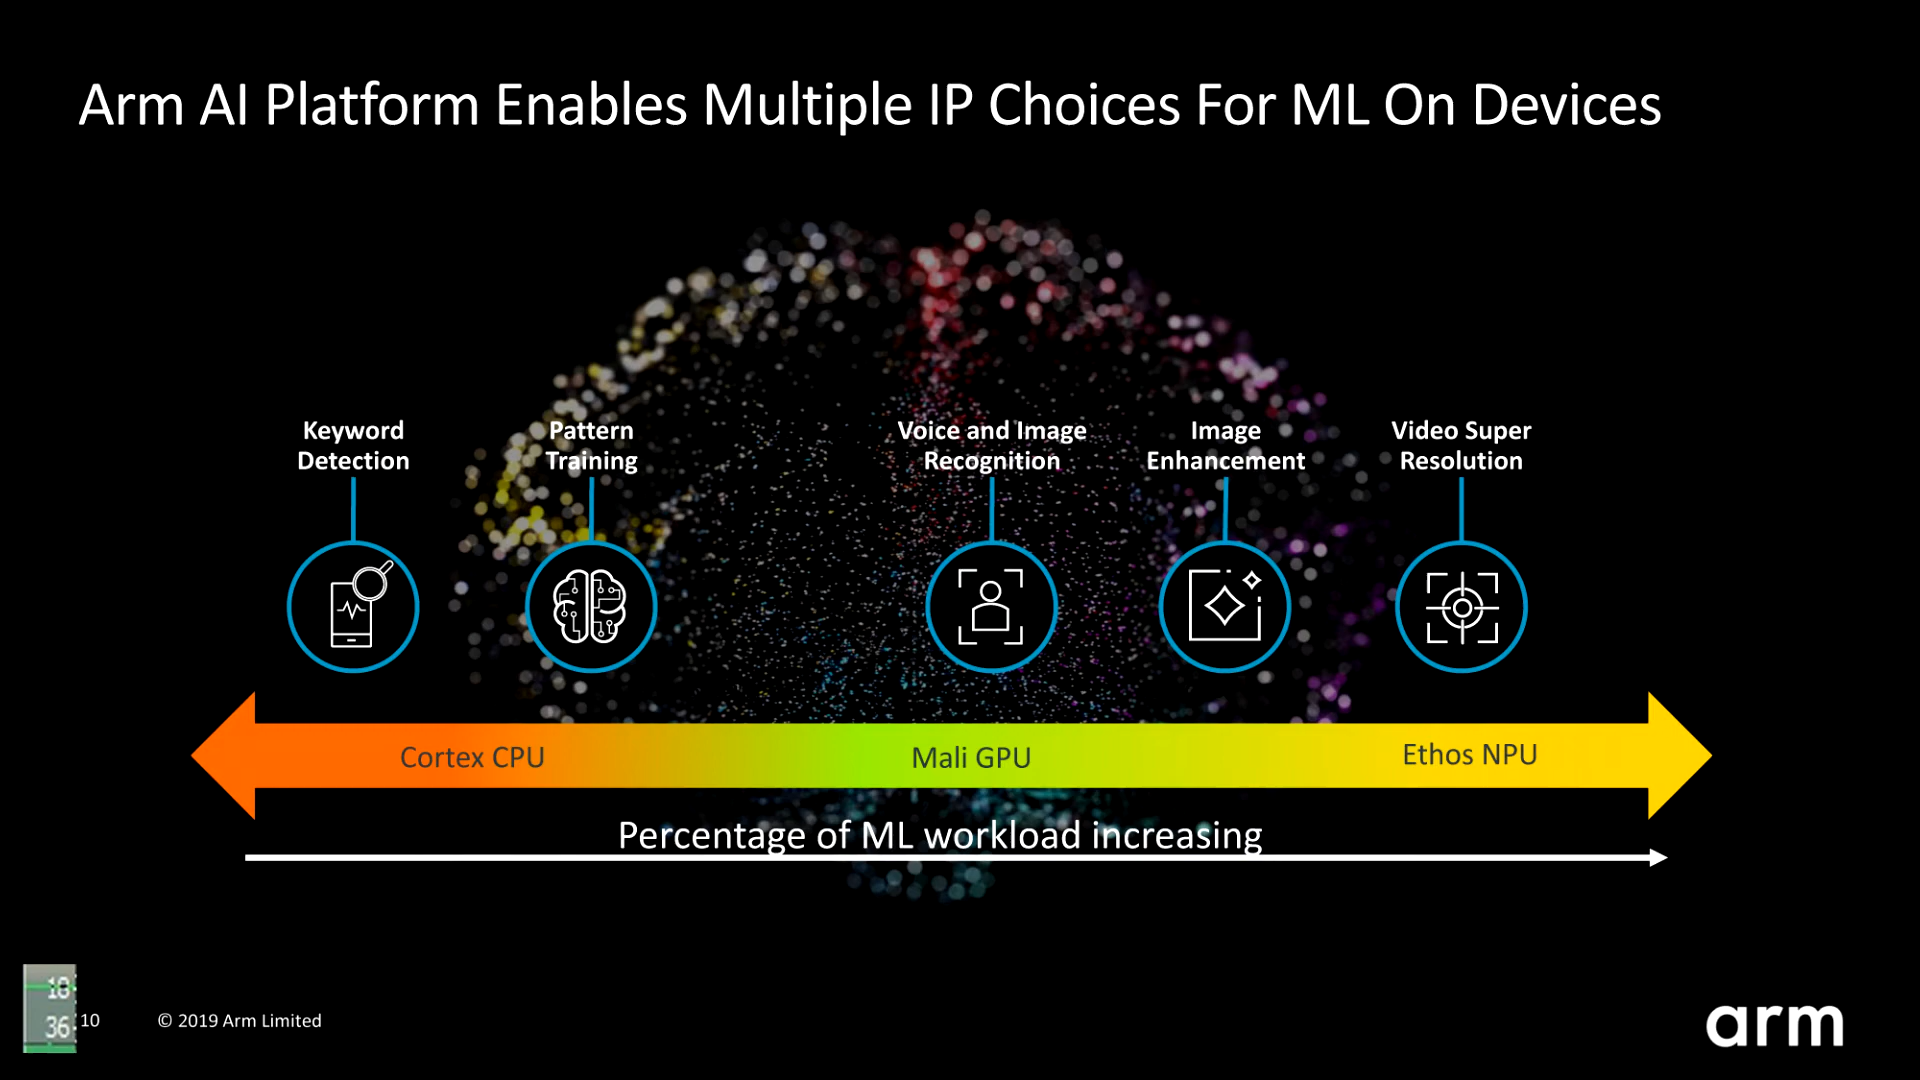 Arm AI Platform Enables Multiple IP Choices For ML On Devices
Keyword
Detection
Pattern
Training
Voice and Image
Recognition
Image
Enhancement
Video Super
Resolution
Cortex CPU
Mali GPU
Ethos NPU
Percentage of ML workload increasing
18
36
10
© 2019 Arm Limited
arm